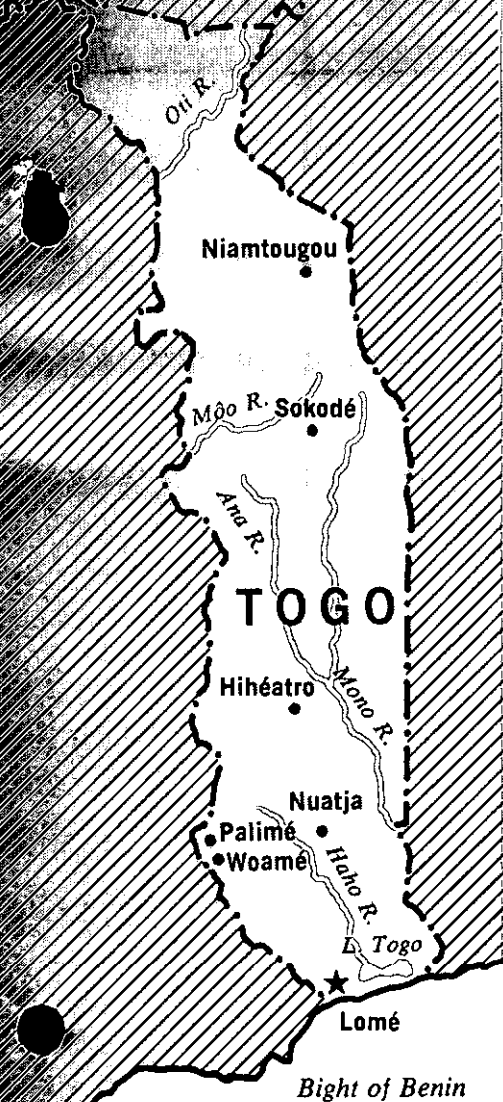 Oti R.
Niamtougou
Môo R.
Sokodé
Ana R.
TOGO
Mono R.
Hihéatro
Nuatja
Palimé
Woamé
Haho R.
L. Togo
Lomé
Bight of Benin